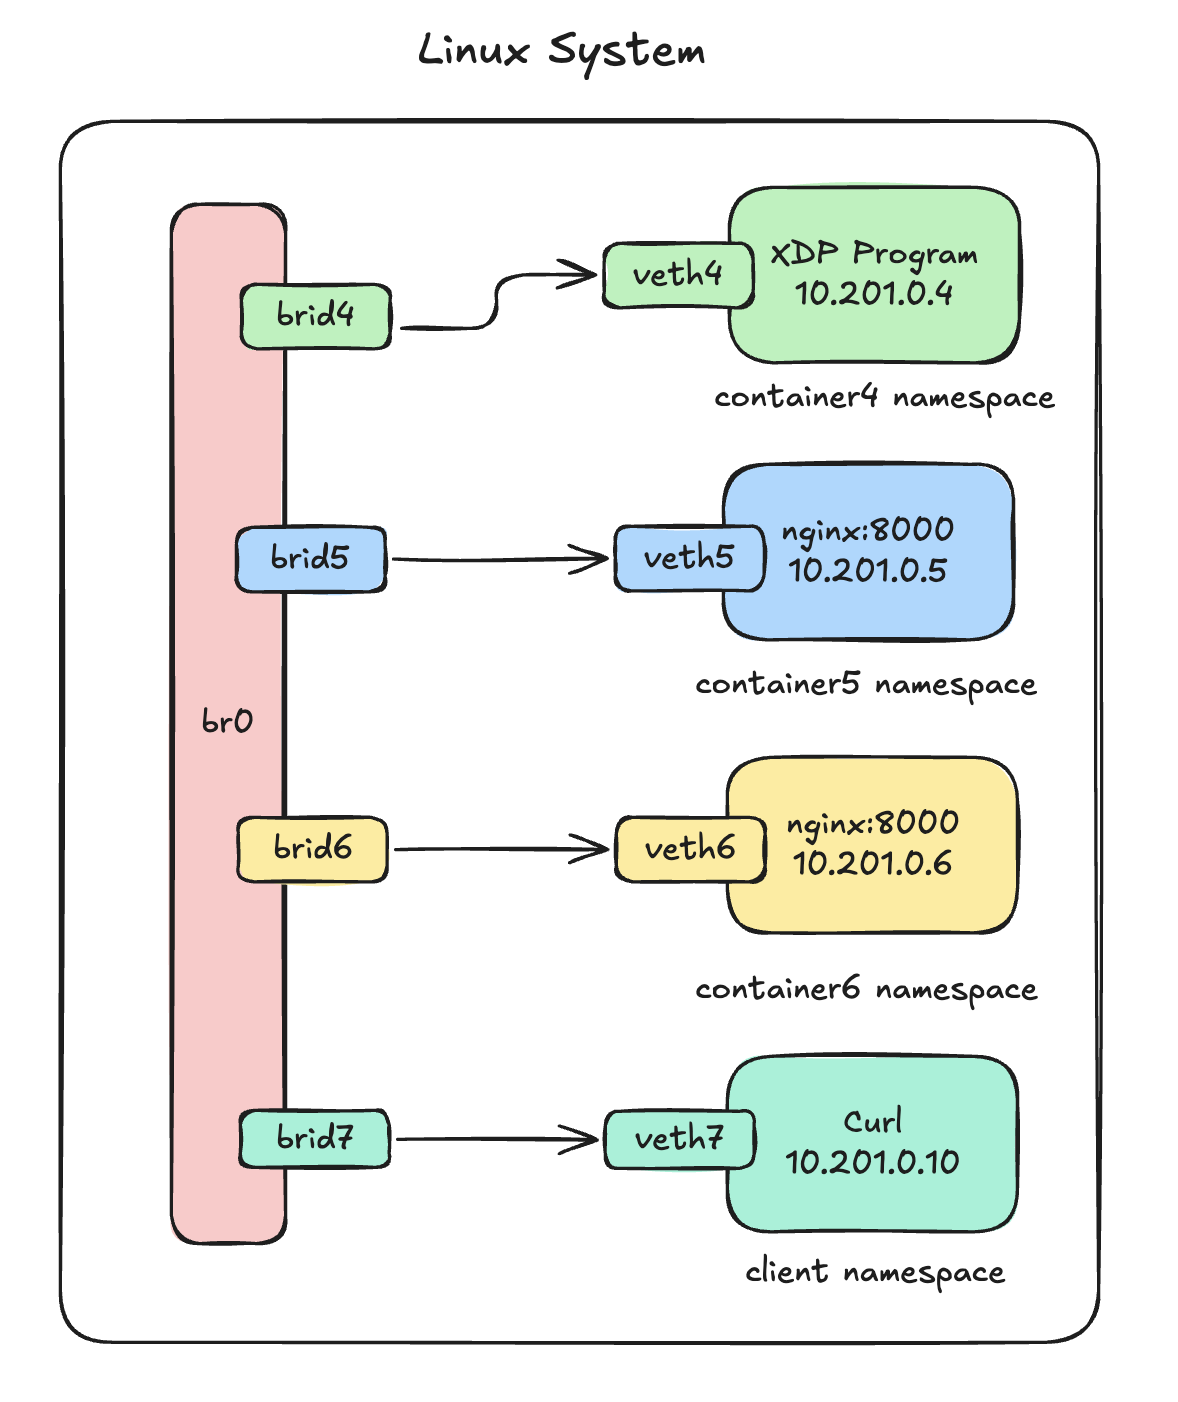 Linux System
brid4
veth4
XDP Program
10.201.0.4
container4 namespace
brid5
veth5
nginx:8000
10.201.0.5
container5 namespace
br0
brid6
veth6
nginx:8000
10.201.0.6
container6 namespace
brid7
veth7
Curl
10.201.0.10
client namespace